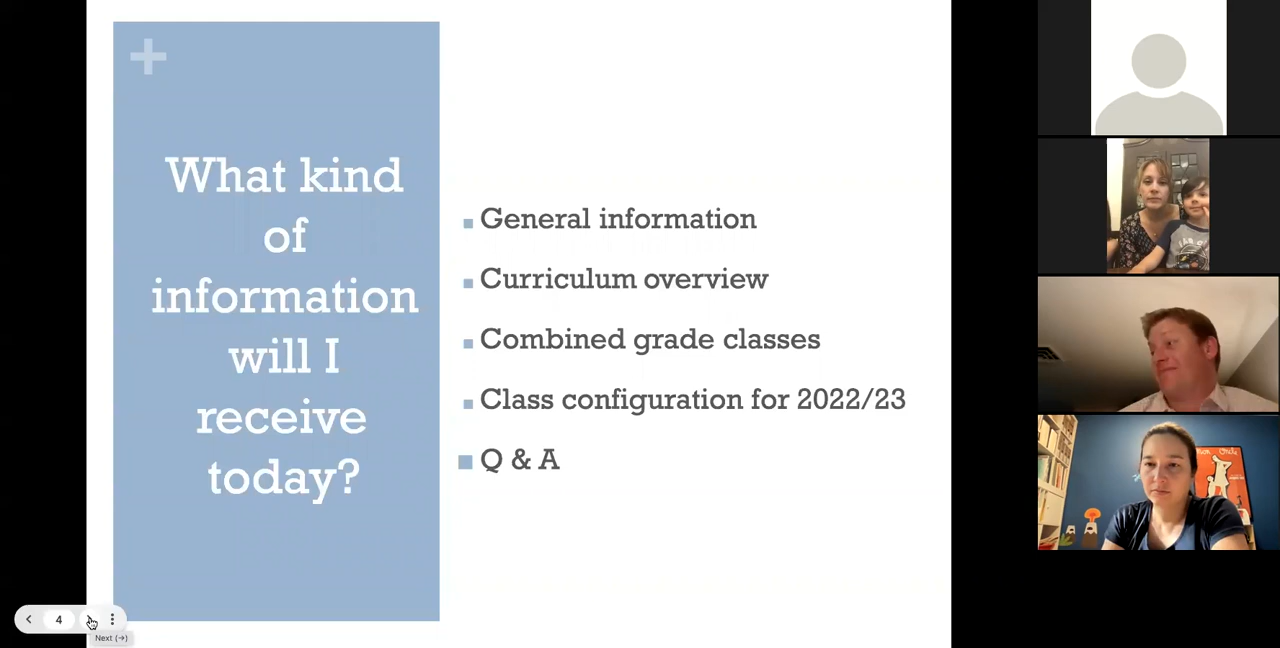 What kind
of
information
will I
receive
today?
General information
Curriculum overview
Combined grade classes
Class configuration for 2022/23
Q & A
4
Next (→)